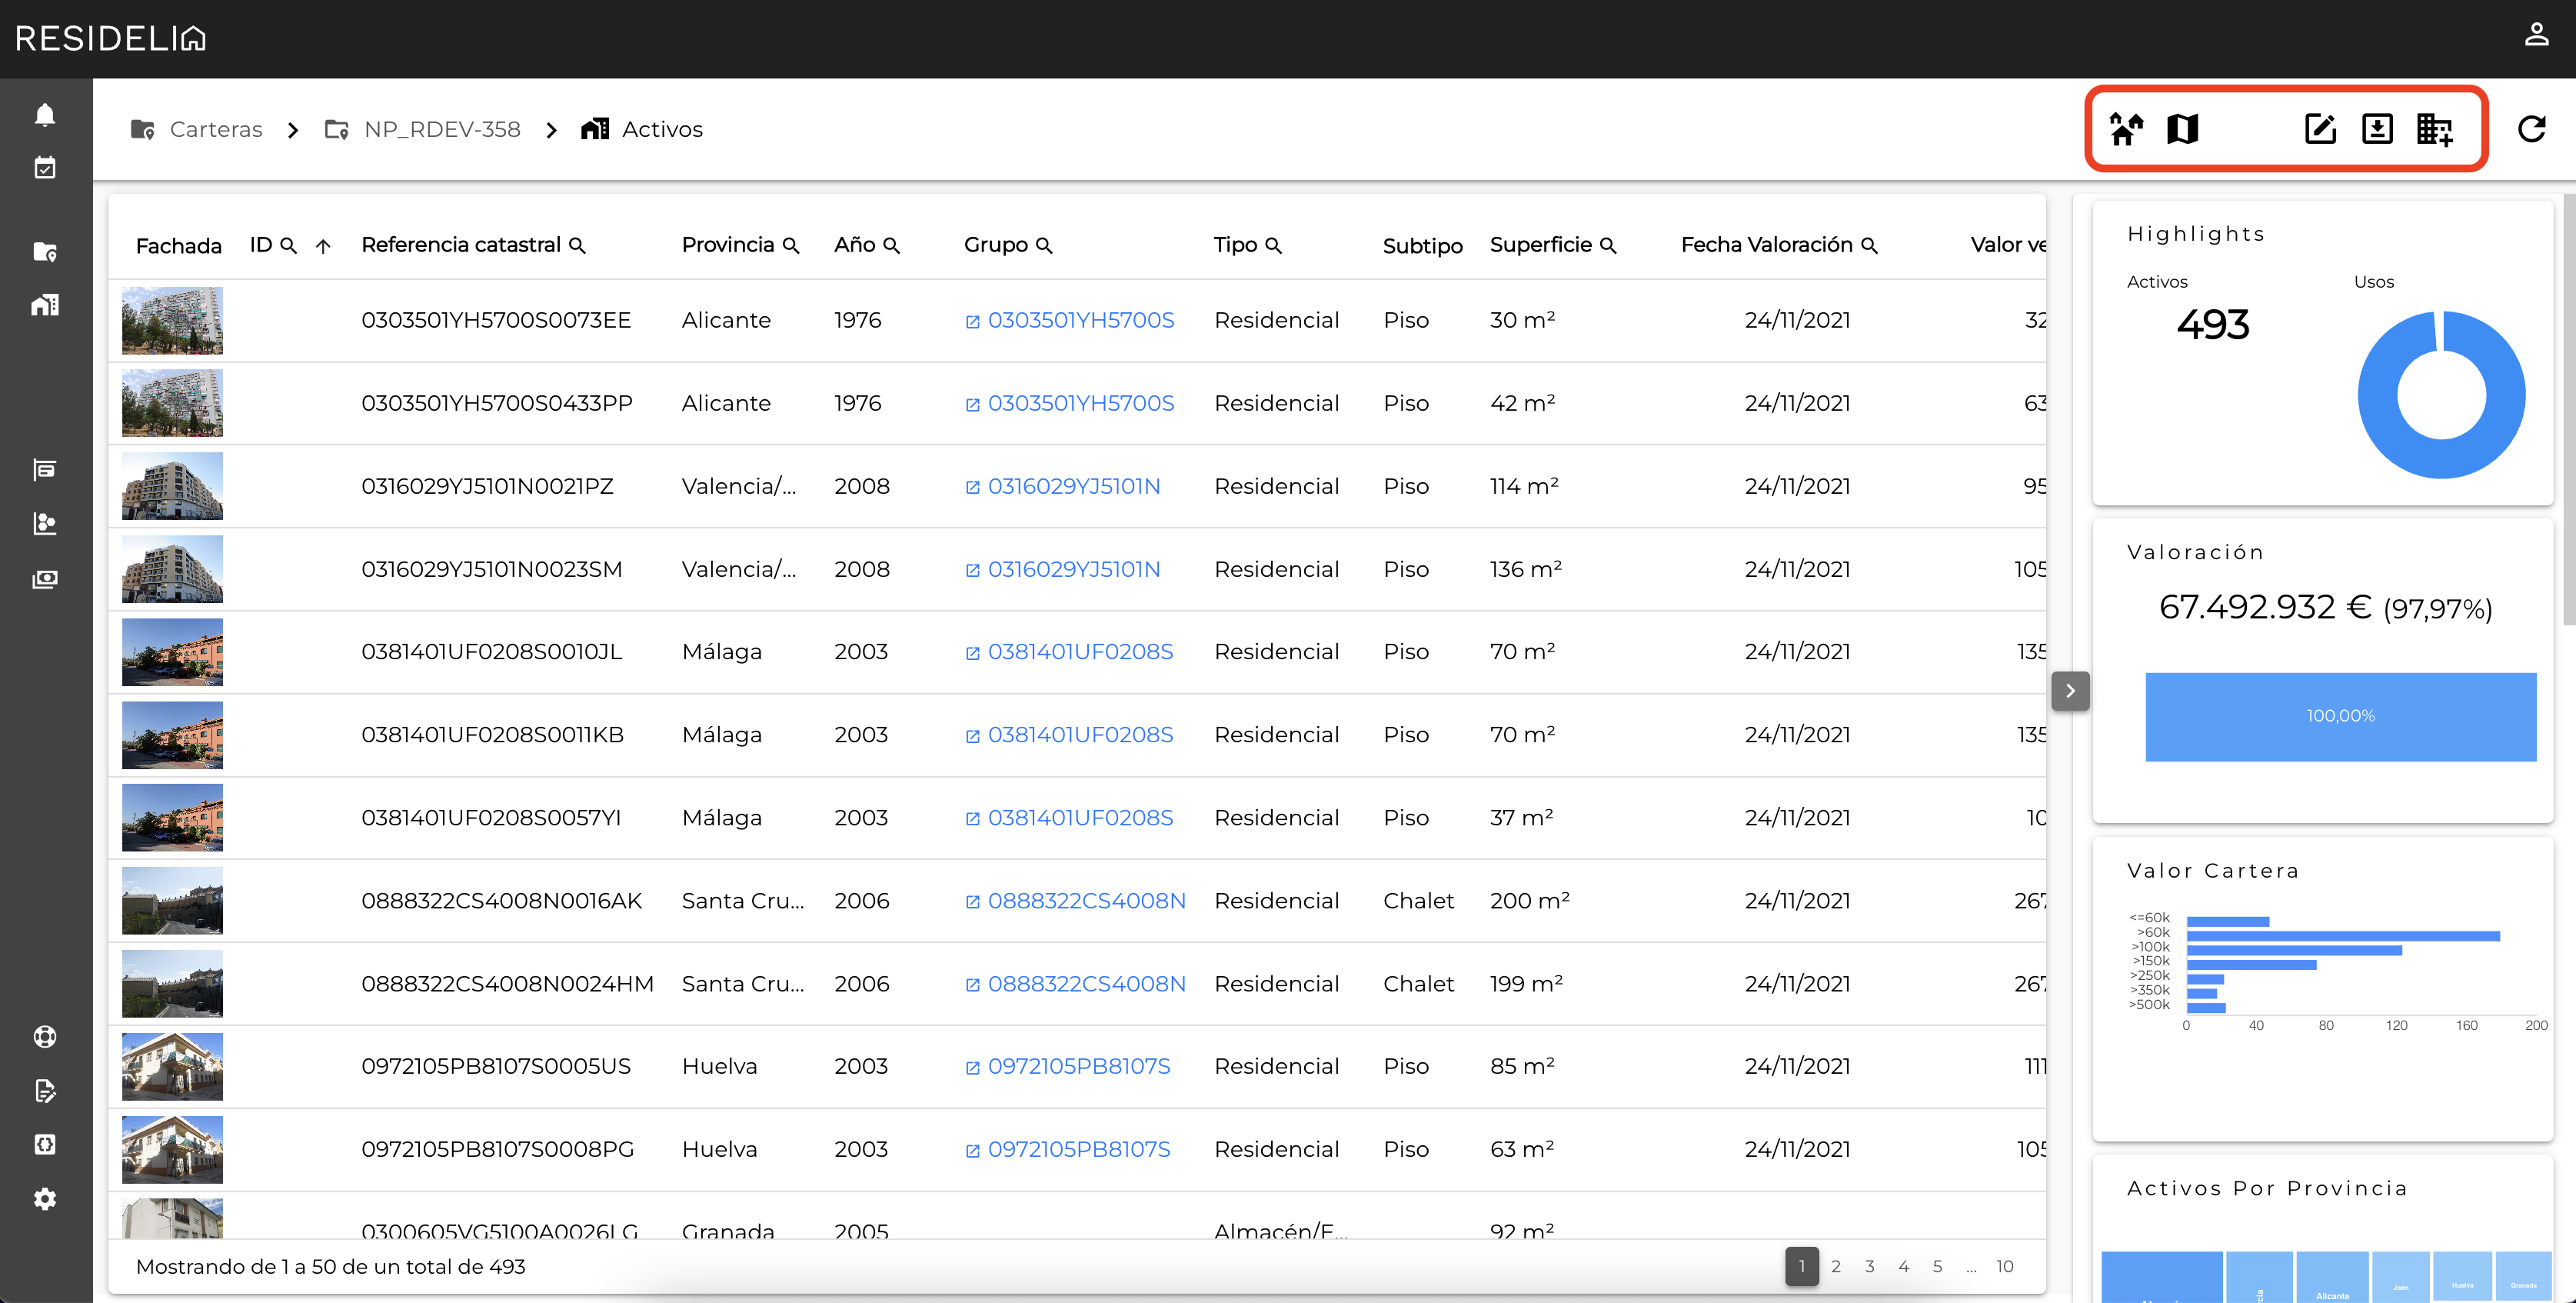 RESIDELIA
Carteras > NP_RDEV-358 > Activos
Fachada ID Referencia catastral Provincia Año Grupo Tipo Subtipo Superficie Fecha Valoración Valor ve
0303501YH5700S0073EE Alicante 1976 0303501YH5700S Residencial Piso 30 m² 24/11/2021 32
0303501YH5700S0433PP Alicante 1976 0303501YH5700S Residencial Piso 42 m² 24/11/2021 63
0316029YJ5101N0021PZ Valencia/... 2008 0316029YJ5101N Residencial Piso 114 m² 24/11/2021 95
0316029YJ5101N0023SM Valencia/... 2008 0316029YJ5101N Residencial Piso 136 m² 24/11/2021 105
0381401UF0208S0010JL Málaga 2003 0381401UF0208S Residencial Piso 70 m² 24/11/2021 135
0381401UF0208S0011KB Málaga 2003 0381401UF0208S Residencial Piso 70 m² 24/11/2021 135
0381401UF0208S0057YI Málaga 2003 0381401UF0208S Residencial Piso 37 m² 24/11/2021 10
0888322CS4008N0016AK Santa Cru... 2006 0888322CS4008N Residencial Chalet 200 m² 24/11/2021 267
0888322CS4008N0024HM Santa Cru... 2006 0888322CS4008N Residencial Chalet 199 m² 24/11/2021 267
0972105PB8107S0005US Huelva 2003 0972105PB8107S Residencial Piso 85 m² 24/11/2021 111
0972105PB8107S0008PG Huelva 2003 0972105PB8107S Residencial Piso 63 m² 24/11/2021 105
0300605VG5100A0026LG Granada 2005 Almacén/E... 92 m²
Mostrando de 1 a 50 de un total de 493
1 2 3 4 5 ... 10
Highlights
Activos Usos
493
Valoración
67.492.932 € (97,97%)
100,00%
Valor Cartera
<=60k
>60k
>100k
>150k
>250k
>350k
>500k
0 40 80 120 160 200
Activos Por Provincia
Alicante Jaén Huelva Granada